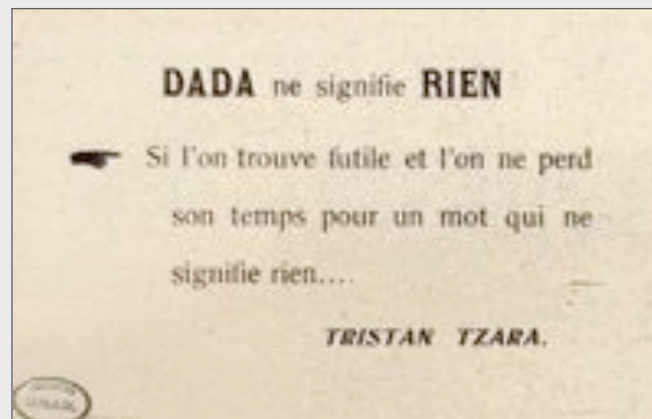 DADA ne signifie RIEN
Si l'on trouve futile et l'on ne perd
son temps pour un mot qui ne
signifie rien....
TRISTAN TZARA.